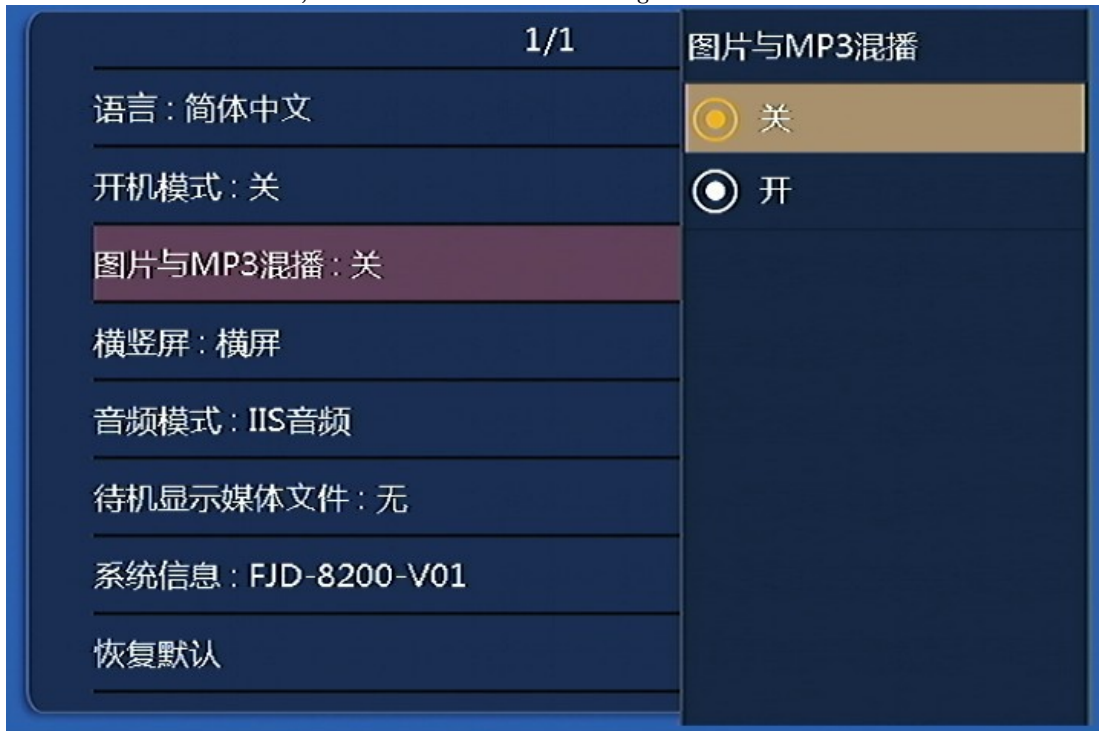 1/1
语言 : 简体中文
开机模式 : 关
图片与MP3混播 : 关
横竖屏 : 横屏
音频模式 : IIS音频
待机显示媒体文件 : 无
系统信息 : FJD-8200-V01
恢复默认
图片与MP3混播
关
开